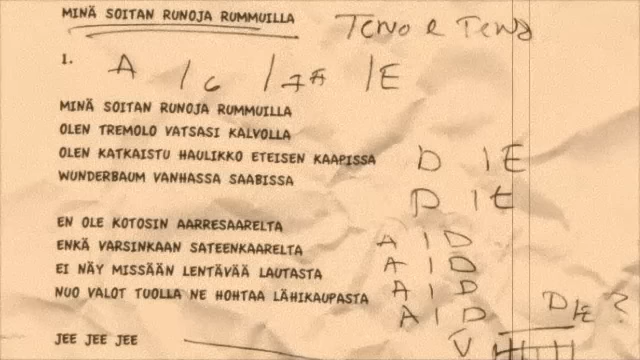 MINÄ SOITAN RUNOJA RUMMUILLA
1. A / G / / E
MINÄ SOITAN RUNOJA RUMMUILLA
OLEN TREMOLO VATSASI KALVOLLA
OLEN KATKAISTU HAULIKKO ETEISEN KAAPISSA D | E
WUNDERBAUM VANHASSA SAABISSA D | E
EN OLE KOTOSIN AARRESAARELTA A | D
ENKÄ VARSINKAAN SATEENKAARELTA A | D
EI NÄY MISSÄÄN LENTÄVÄÄ LAUTASTA A | D
NUO VALOT TUOLLA NE HOHTAA LÄHIKAUPASTA A | D
D/E ?
JEE JEE JEE